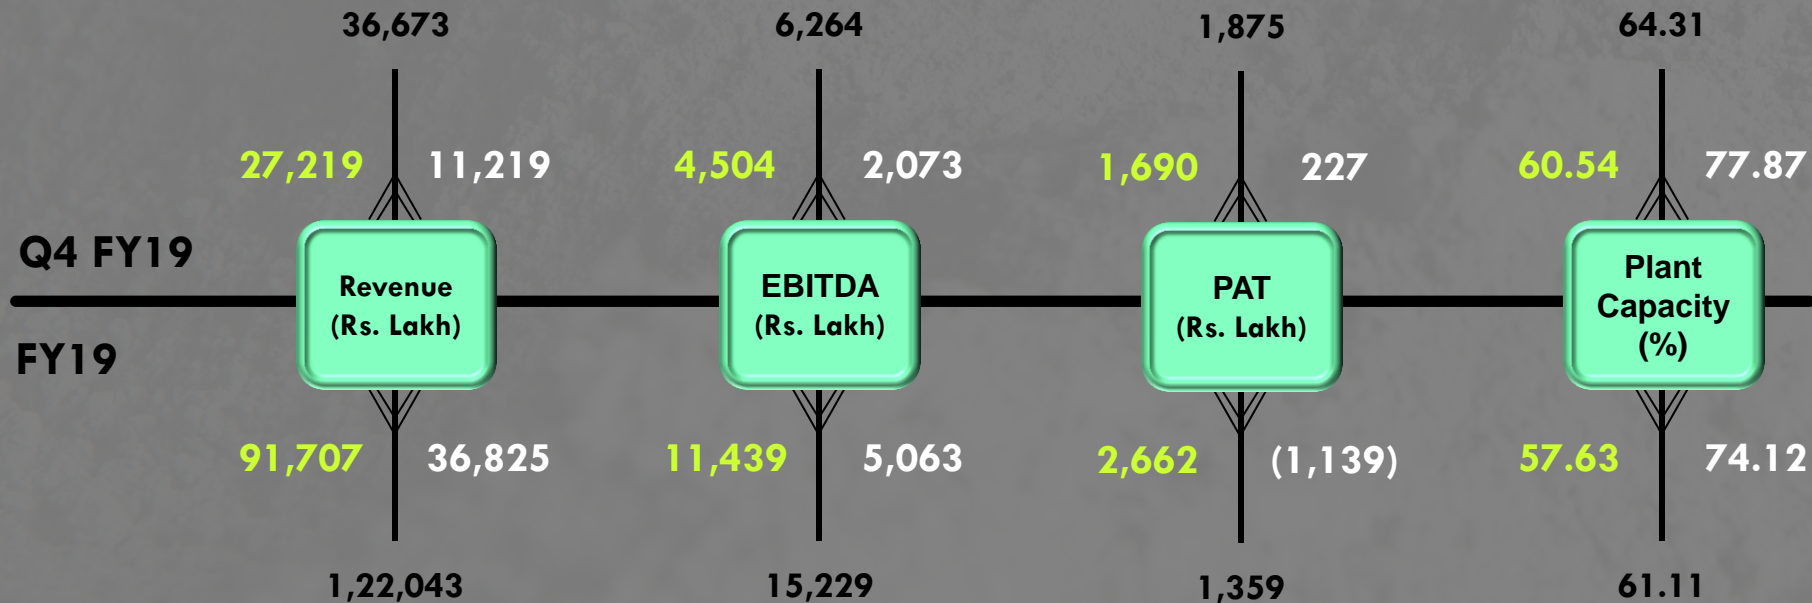 36,673 6,264 1,875 64.31
27,219 11,219 4,504 2,073 1,690 227 60.54 77.87
Q4 FY19
Revenue
(Rs. Lakh)
EBITDA
(Rs. Lakh)
PAT
(Rs. Lakh)
Plant
Capacity
(%)
FY19
91,707 36,825 11,439 5,063 2,662 (1,139) 57.63 74.12
1,22,043 15,229 1,359 61.11